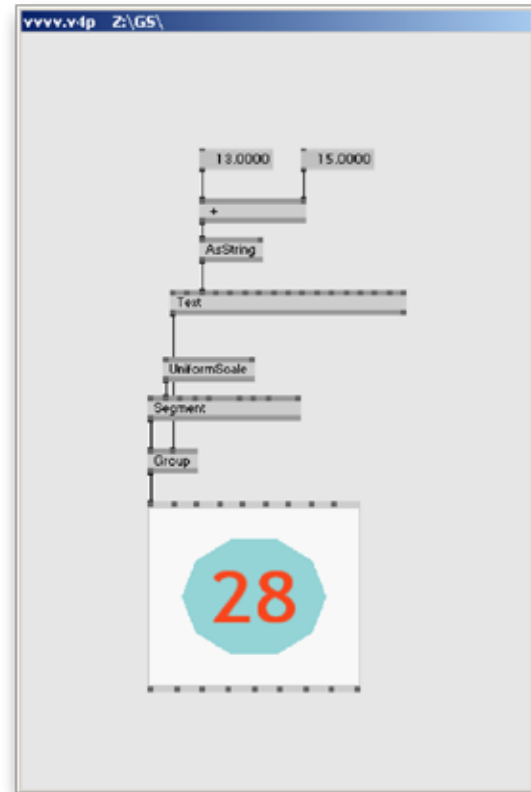 vvvv.v4p Z:\GS\
13.0000 15.0000
+
AsString
Text
UniformScale
Segment
Group
28